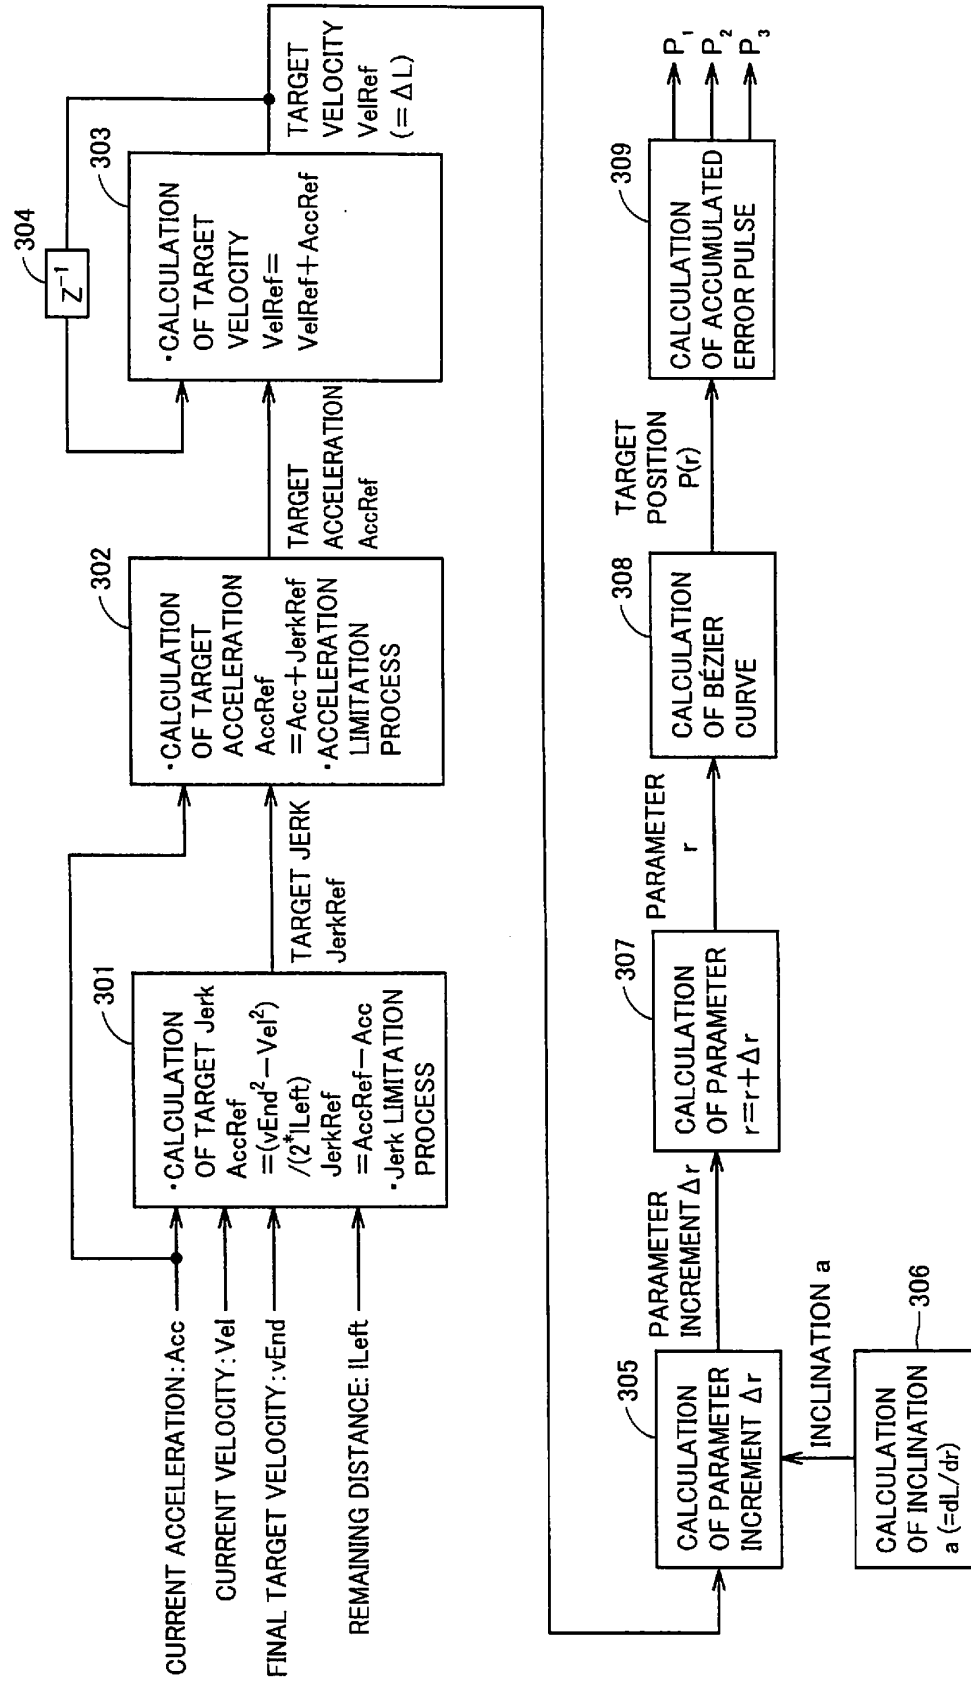 CURRENT ACCELERATION:Acc
CURRENT VELOCITY:Vel
FINAL TARGET VELOCITY:vEnd
REMAINING DISTANCE:lLeft
301
·CALCULATION
OF TARGET Jerk
AccRef
=(vEnd²−Vel²)
/(2*lLeft)
JerkRef
=AccRef−Acc
·Jerk LIMITATION
PROCESS
TARGET JERK
JerkRef
302
·CALCULATION
OF TARGET
ACCELERATION
AccRef
=Acc+JerkRef
·ACCELERATION
LIMITATION
PROCESS
TARGET
ACCELERATION
AccRef
304
Z⁻¹
303
·CALCULATION
OF TARGET
VELOCITY
VelRef=
VelRef+AccRef
TARGET
VELOCITY
VelRef
(=ΔL)
305
CALCULATION
OF PARAMETER
INCREMENT Δr
306
CALCULATION
OF INCLINATION
a (=dL/dr)
INCLINATION a
PARAMETER
INCREMENT Δr
307
CALCULATION
OF PARAMETER
r=r+Δr
PARAMETER
r
308
CALCULATION
OF BÉZIER
CURVE
TARGET
POSITION
P(r)
309
CALCULATION
OF ACCUMULATED
ERROR PULSE
P₁
P₂
P₃